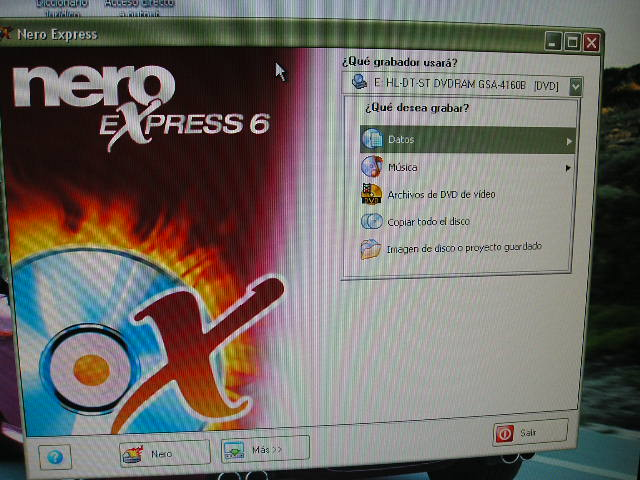 Diccionario
Acceso directo
Nero Express
nero
EXPRESS 6
¿Qué grabador usará?
E: HL-DT-ST DVDRAM GSA-4160B [DVD]
¿Qué desea grabar?
Datos
Música
Archivos de DVD de vídeo
Copiar todo el disco
Imagen de disco o proyecto guardado
?
Nero
Más >>
Salir